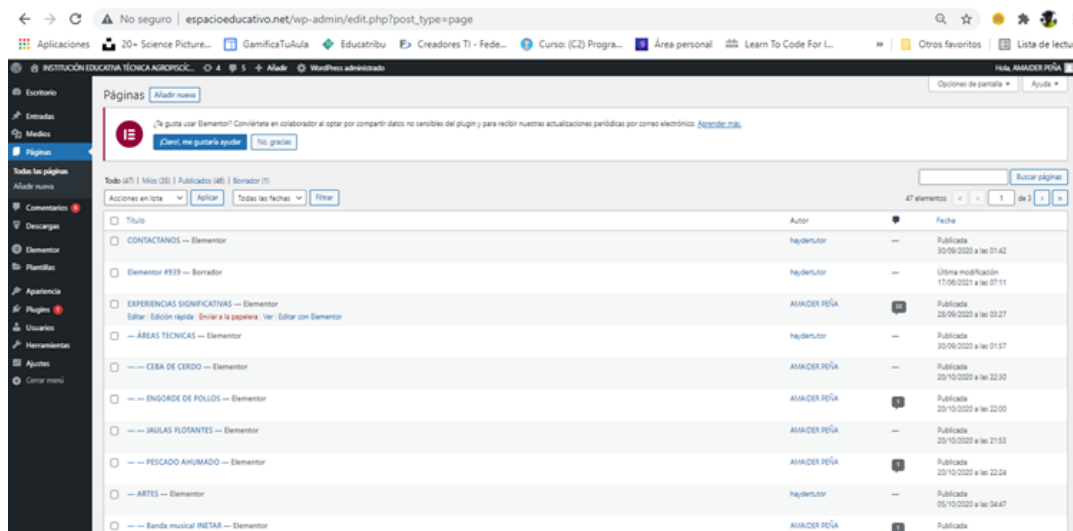 No seguro | espacioeducativo.net/wp-admin/edit.php?post_type=page
Aplicaciones 20+ Science Picture... GamificaTuAula Educatribu Creadores TI - Fede... Curso: (C2) Progra... Área personal Learn To Code For I... » Otros favoritos Lista de lectu
INSTITUCIÓN EDUCATIVA TÉCNICA AGROPISCÍC... 4 5 + Añadir WordPress administrado Hola, AMAIDER PEÑA
Escritorio
Entradas
Medios
Páginas
Todas las páginas
Añadir nueva
Comentarios 5
Descargas
Elementor
Plantillas
Apariencia
Plugins 1
Usuarios
Herramientas
Ajustes
Cerrar menú
Opciones de pantalla Ayuda
Páginas Añadir nueva
¿Te gusta usar Elementor? Conviértete en colaborador al optar por compartir datos no sensibles del plugin y para recibir nuestras actualizaciones periódicas por correo electrónico. Aprender más.
¡Claro!, me gustaría ayudar No, gracias
Todo (47) | Míos (35) | Publicados (46) | Borrador (1) Buscar páginas
Acciones en lote Aplicar Todas las fechas Filtrar 47 elementos « ‹ 1 de 3 › »
Título Autor Fecha
CONTACTANOS — Elementor haydertutor — Publicada
30/09/2020 a las 01:42
Elementor #939 — Borrador haydertutor — Última modificación
17/06/2021 a las 07:11
EXPERIENCIAS SIGNIFICATIVAS — Elementor AMAIDER PEÑA 22 Publicada
Editar | Edición rápida | Enviar a la papelera | Ver | Editar con Elementor 28/09/2020 a las 03:27
— ÁREAS TECNICAS — Elementor haydertutor — Publicada
30/09/2020 a las 01:57
— — CEBA DE CERDO — Elementor AMAIDER PEÑA — Publicada
20/10/2020 a las 22:30
— — ENGORDE DE POLLOS — Elementor AMAIDER PEÑA Publicada
20/10/2020 a las 22:00
— — JAULAS FLOTANTES — Elementor AMAIDER PEÑA — Publicada
20/10/2020 a las 21:53
— — PESCADO AHUMADO — Elementor AMAIDER PEÑA 1 Publicada
20/10/2020 a las 22:24
— ARTES — Elementor haydertutor — Publicada
05/10/2020 a las 04:47
— — Banda musical INETAR — Elementor AMAIDER PEÑA Publicada